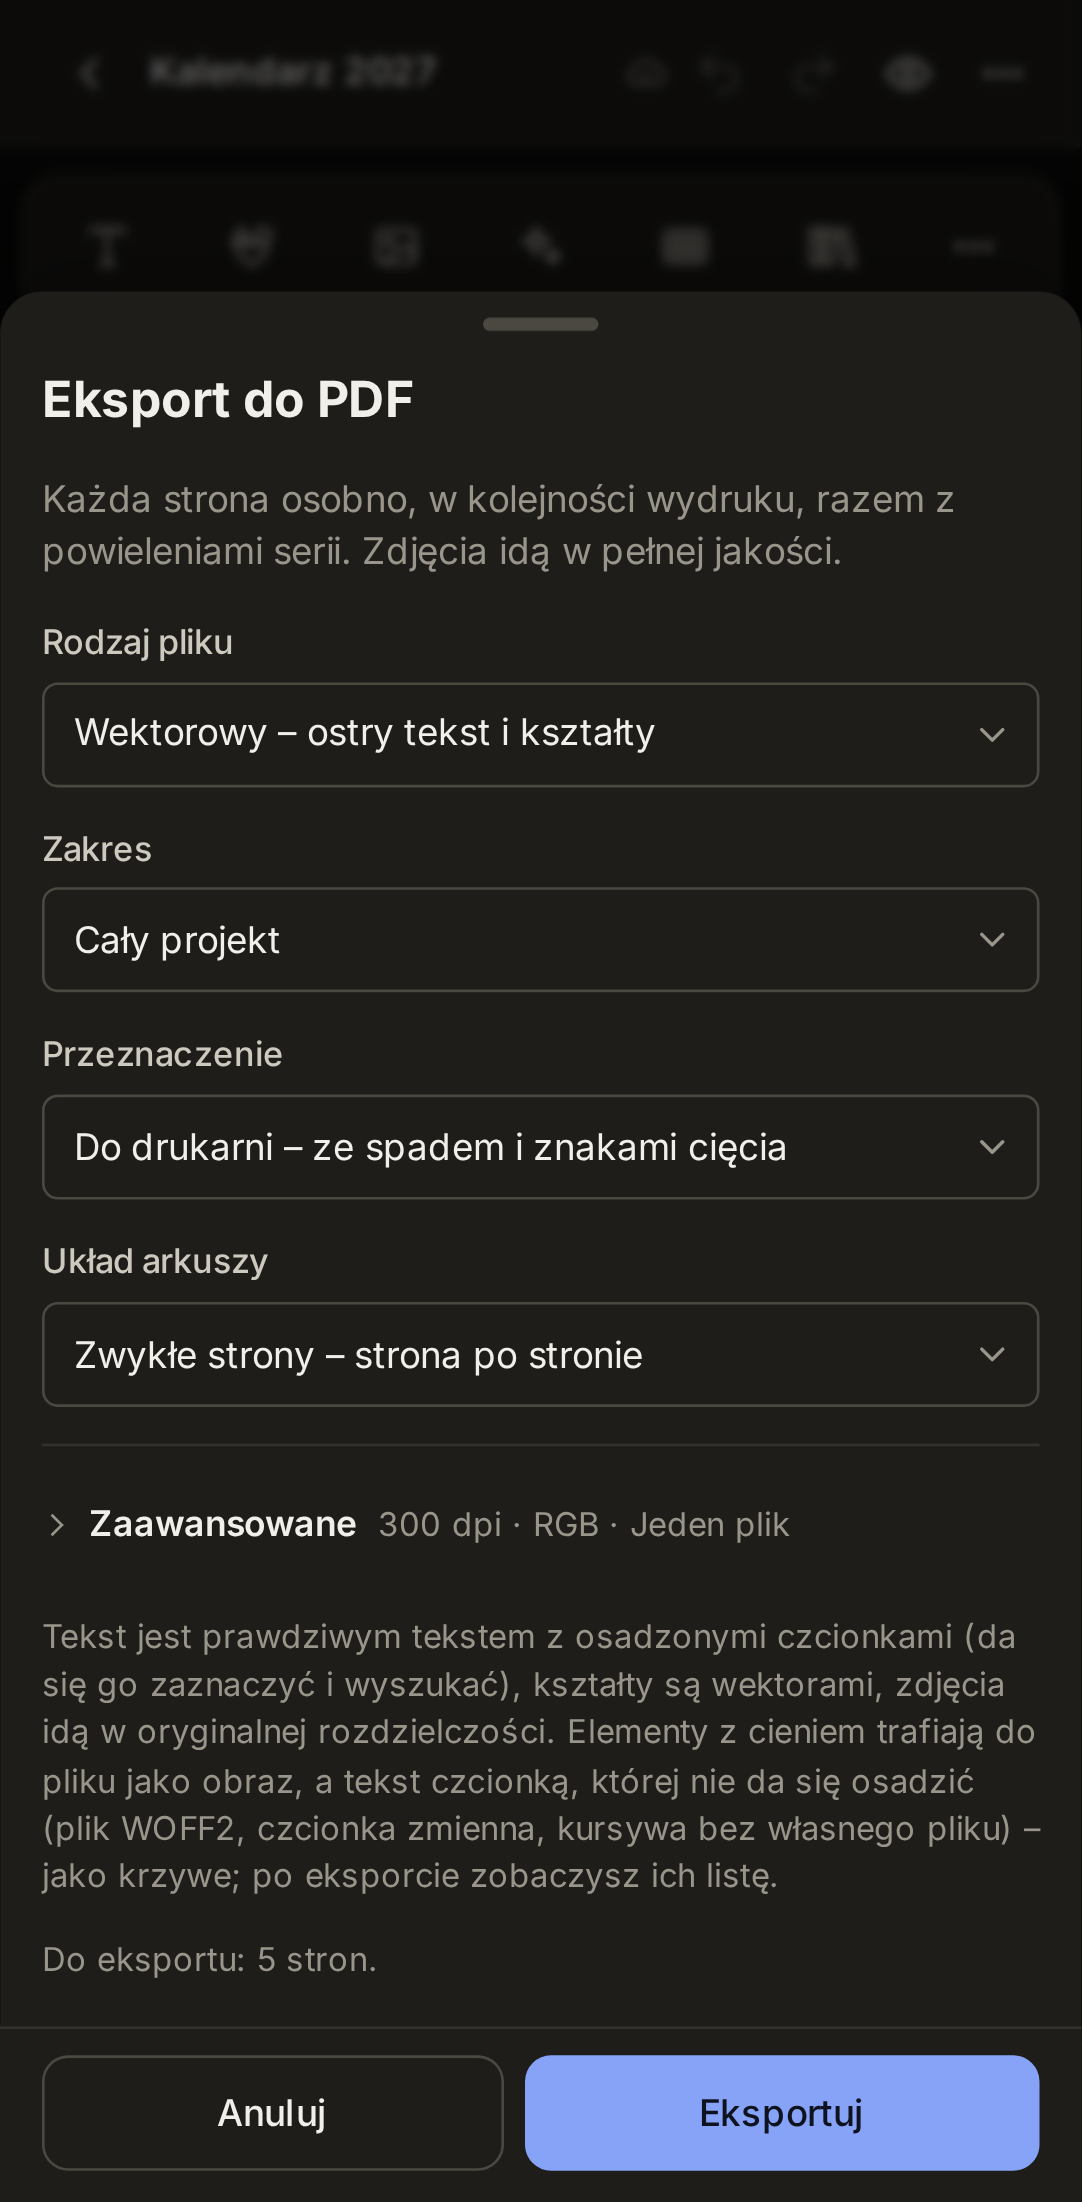 Kalendarz 2027
Eksport do PDF
Każda strona osobno, w kolejności wydruku, razem z
powieleniami serii. Zdjęcia idą w pełnej jakości.
Rodzaj pliku
Wektorowy – ostry tekst i kształty
Zakres
Cały projekt
Przeznaczenie
Do drukarni – ze spadem i znakami cięcia
Układ arkuszy
Zwykłe strony – strona po stronie
Zaawansowane 300 dpi · RGB · Jeden plik
Tekst jest prawdziwym tekstem z osadzonymi czcionkami (da
się go zaznaczyć i wyszukać), kształty są wektorami, zdjęcia
idą w oryginalnej rozdzielczości. Elementy z cieniem trafiają do
pliku jako obraz, a tekst czcionką, której nie da się osadzić
(plik WOFF2, czcionka zmienna, kursywa bez własnego pliku) –
jako krzywe; po eksporcie zobaczysz ich listę.
Do eksportu: 5 stron.
Anuluj
Eksportuj